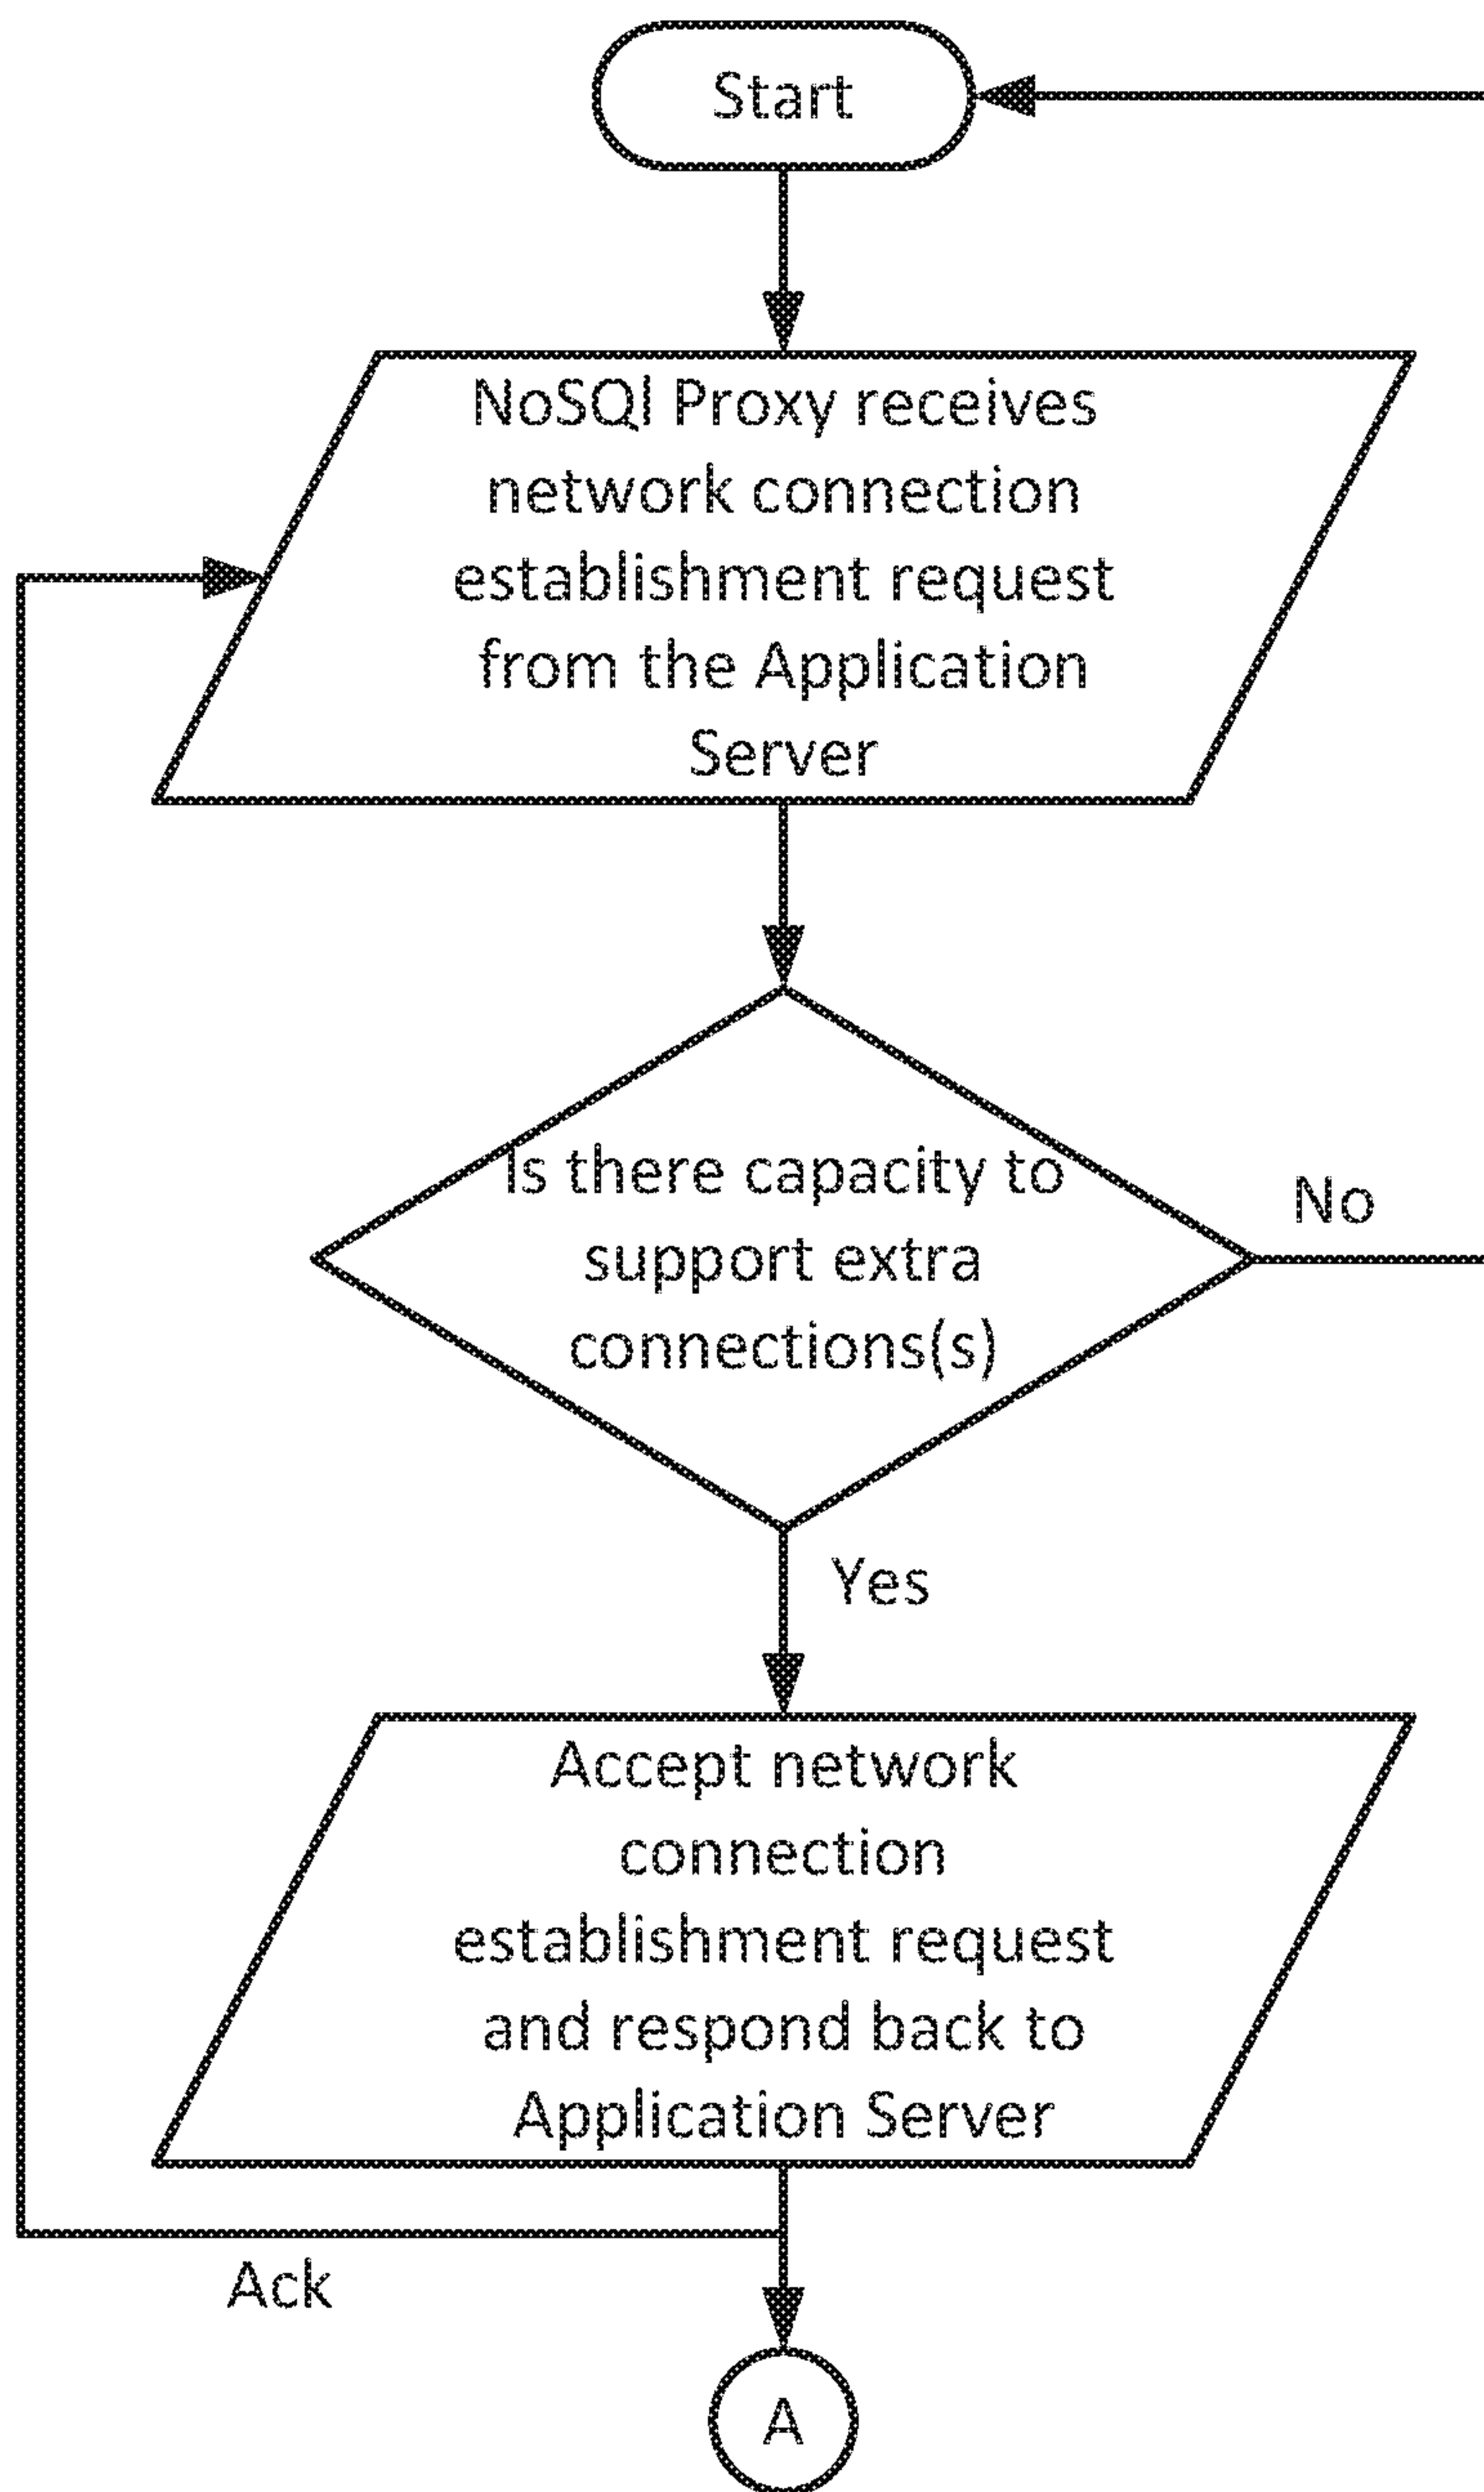 Start
NoSQl Proxy receives
network connection
establishment request
from the Application
Server
Is there capacity to
support extra
connections(s)
No
Yes
Accept network
connection
establishment request
and respond back to
Application Server
Ack
A